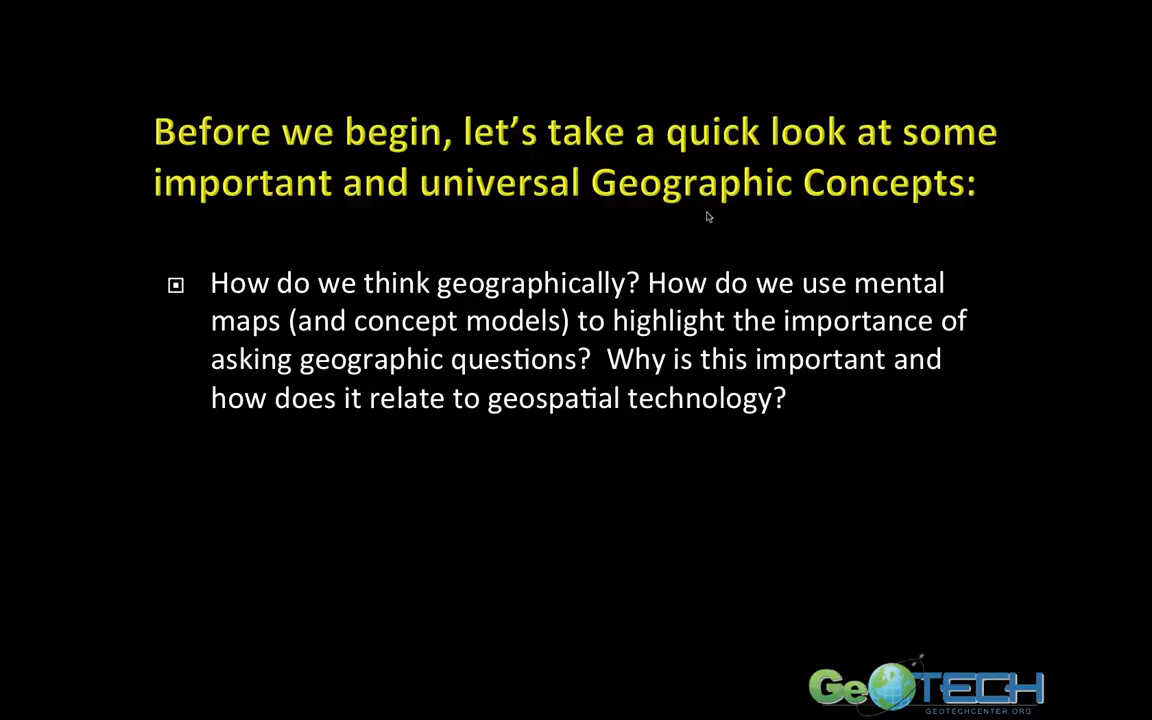 Before we begin, let’s take a quick look at some
important and universal Geographic Concepts:
How do we think geographically? How do we use mental
maps (and concept models) to highlight the importance of
asking geographic questions?  Why is this important and
how does it relate to geospatial technology?
GeoTECH
GEOTECHCENTER.ORG